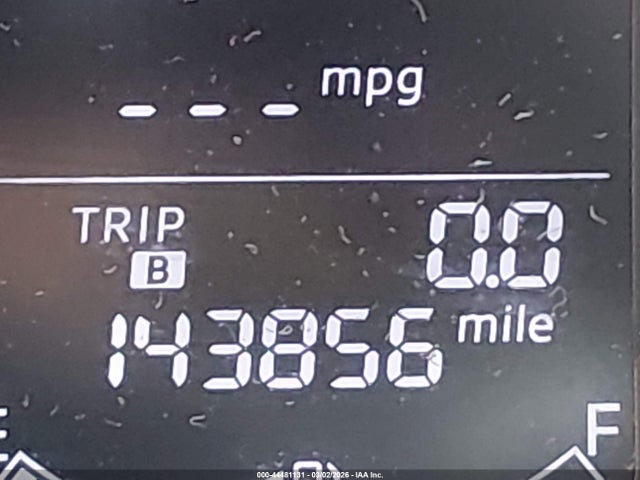 --- mpg
TRIP 0.0
B
143856 mile
E F
000-44481131 - 03/02/2026 - IAA Inc.